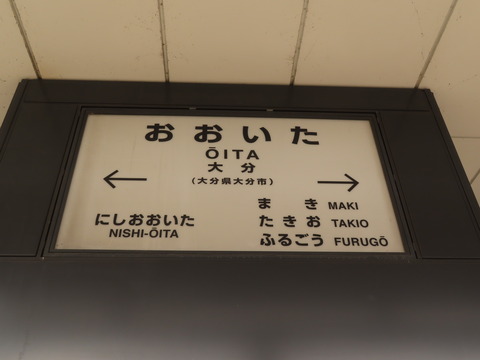 おおいた
ŌITA
大分
(大分県大分市)
← →
にしおおいた
NISHI-ŌITA
まき MAKI
たきお TAKIO
ふるごう FURUGŌ